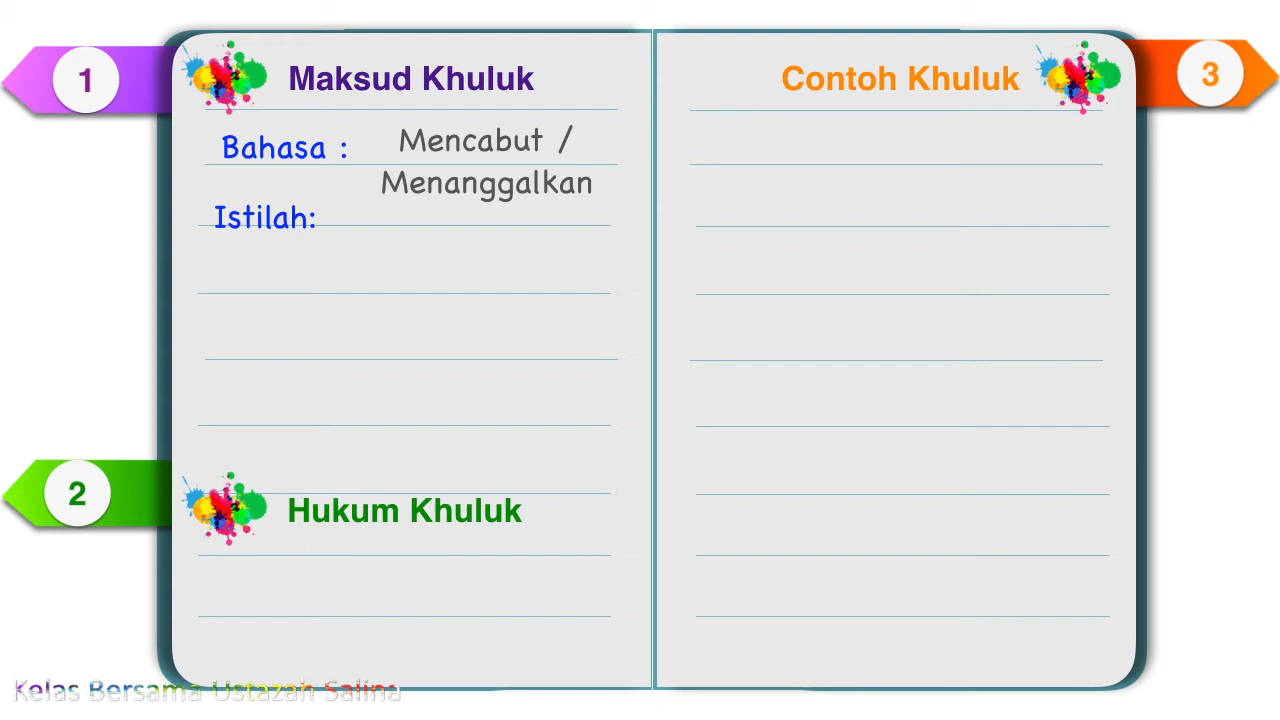 1
Maksud Khuluk
Bahasa :
Mencabut /
Menanggalkan
Istilah:
2
Hukum Khuluk
Contoh Khuluk
3
Kelas Bersama Ustazah Salina